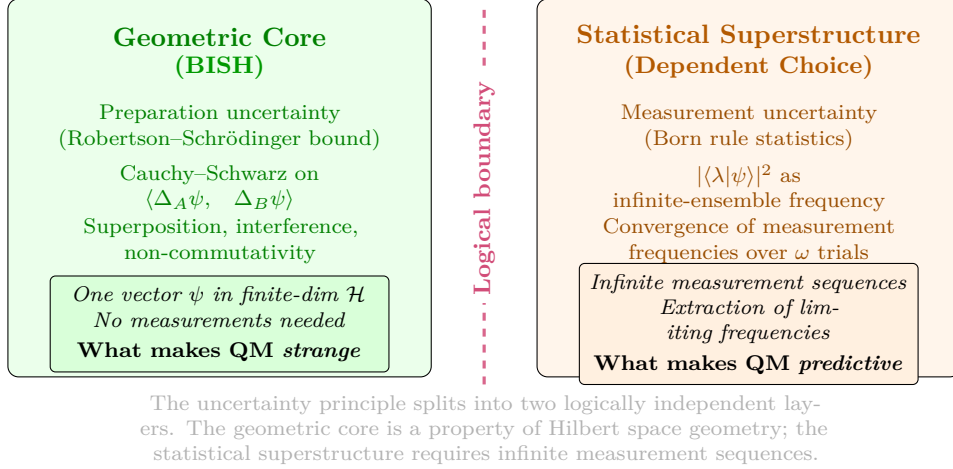 Geometric Core
(BISH)
Preparation uncertainty
(Robertson–Schrödinger bound)
Cauchy–Schwarz on
⟨Δ_Aψ, Δ_Bψ⟩
Superposition, interference,
non-commutativity
One vector ψ in finite-dim ℋ
No measurements needed
What makes QM strange
Logical boundary
Statistical Superstructure
(Dependent Choice)
Measurement uncertainty
(Born rule statistics)
|⟨λ|ψ⟩|² as
infinite-ensemble frequency
Convergence of measurement
frequencies over ω trials
Infinite measurement sequences
Extraction of lim-
iting frequencies
What makes QM predictive
The uncertainty principle splits into two logically independent lay-
ers. The geometric core is a property of Hilbert space geometry; the
statistical superstructure requires infinite measurement sequences.